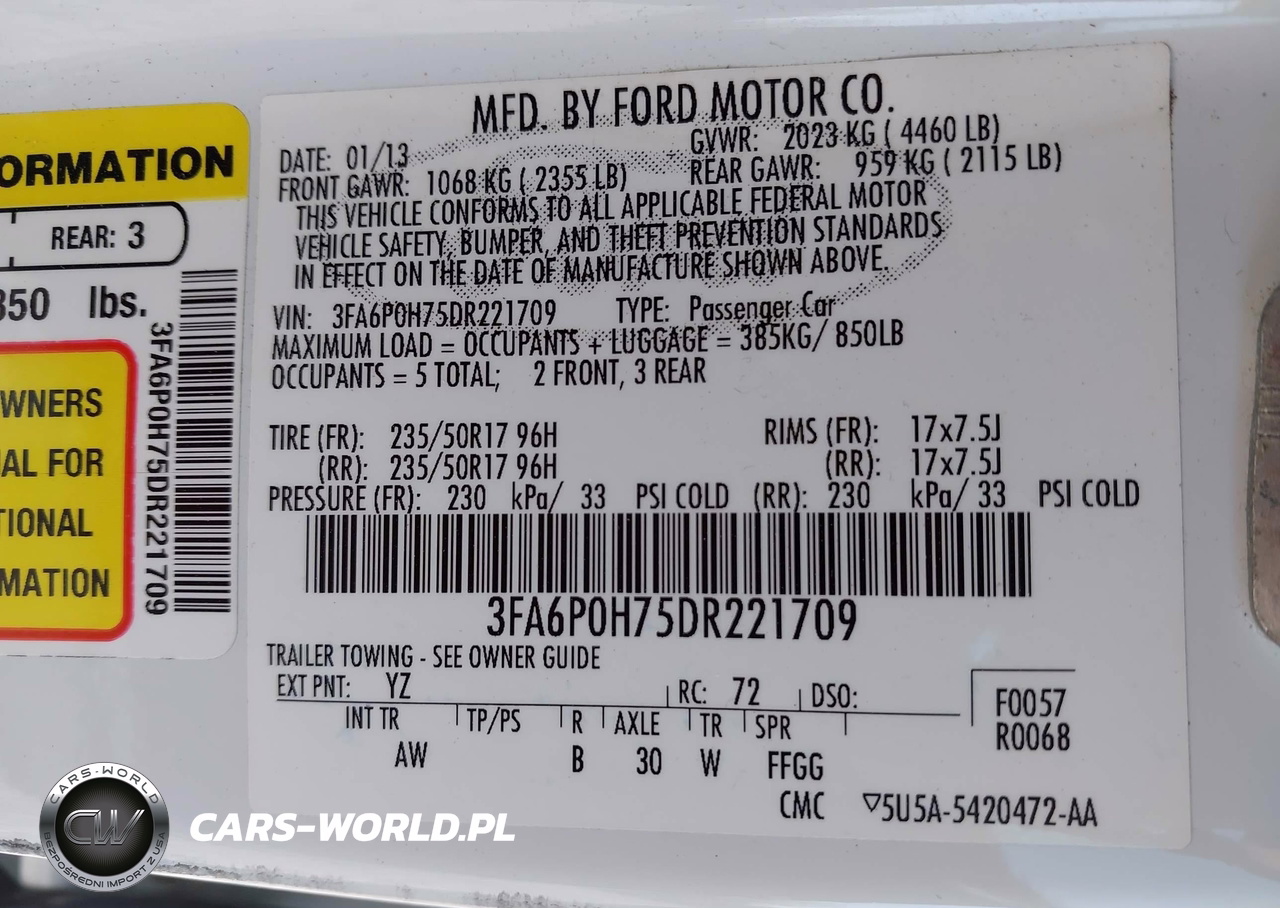 ORMATION
REAR: 3
350 lbs.
WNERS
AL FOR
TIONAL
MATION
3FA6P0H75DR221709
MFD. BY FORD MOTOR CO.
DATE: 01/13
GVWR: 2023 KG ( 4460 LB)
FRONT GAWR: 1068 KG ( 2355 LB)
REAR GAWR: 959 KG ( 2115 LB)
THIS VEHICLE CONFORMS TO ALL APPLICABLE FEDERAL MOTOR
VEHICLE SAFETY, BUMPER, AND THEFT PREVENTION STANDARDS
IN EFFECT ON THE DATE OF MANUFACTURE SHOWN ABOVE.
VIN: 3FA6P0H75DR221709 TYPE: Passenger Car
MAXIMUM LOAD = OCCUPANTS + LUGGAGE = 385KG/ 850LB
OCCUPANTS = 5 TOTAL; 2 FRONT, 3 REAR
TIRE (FR): 235/50R17 96H RIMS (FR): 17x7.5J
(RR): 235/50R17 96H (RR): 17x7.5J
PRESSURE (FR): 230 kPa/ 33 PSI COLD (RR): 230 kPa/ 33 PSI COLD
3FA6P0H75DR221709
TRAILER TOWING - SEE OWNER GUIDE
EXT PNT: YZ RC: 72 DSO:
F0057
R0068
INT TR TP/PS R AXLE TR SPR
AW B 30 W FFGG
CMC ▽5U5A-5420472-AA
CARS-WORLD
CW
BEZPOŚREDNI IMPORT Z USA
CARS-WORLD.PL